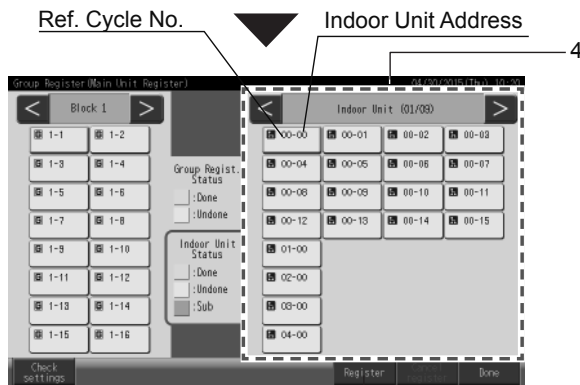 Ref. Cycle No.
Indoor Unit Address
4
Group Register(Main Unit Register)
04/30/2015(Thu) 10:20
< Block 1 >
< Indoor Unit (01/09) >
1-1 1-2
1-3 1-4
1-5 1-6
1-7 1-8
1-9 1-10
1-11 1-12
1-13 1-14
1-15 1-16
Group Regist.
Status
:Done
:Undone
Indoor Unit
Status
:Done
:Undone
:Sub
00-00 00-01 00-02 00-03
00-04 00-05 00-06 00-07
00-08 00-09 00-10 00-11
00-12 00-13 00-14 00-15
01-00
02-00
03-00
04-00
Check
settings
Register
Cancel
register
Done